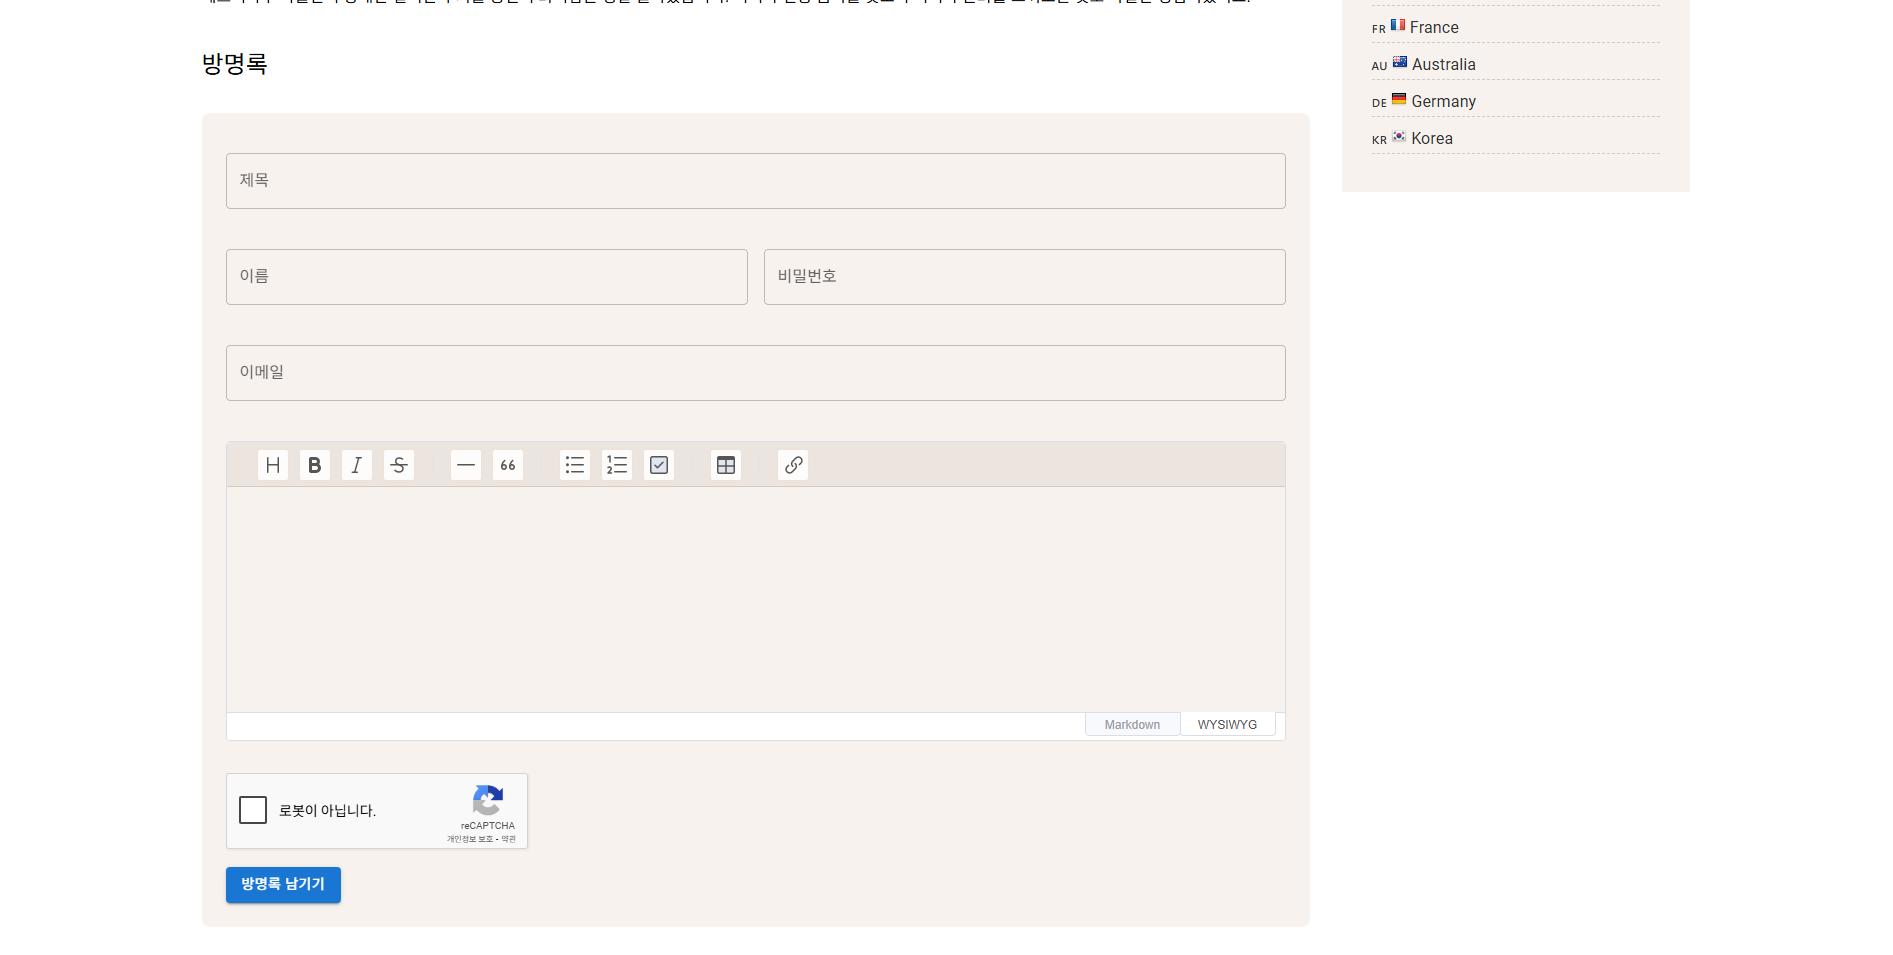 방명록
제목
이름
비밀번호
이메일
H B I S 66
Markdown WYSIWYG
로봇이 아닙니다.
reCAPTCHA
개인정보 보호 - 약관
방명록 남기기
FR France
AU Australia
DE Germany
KR Korea